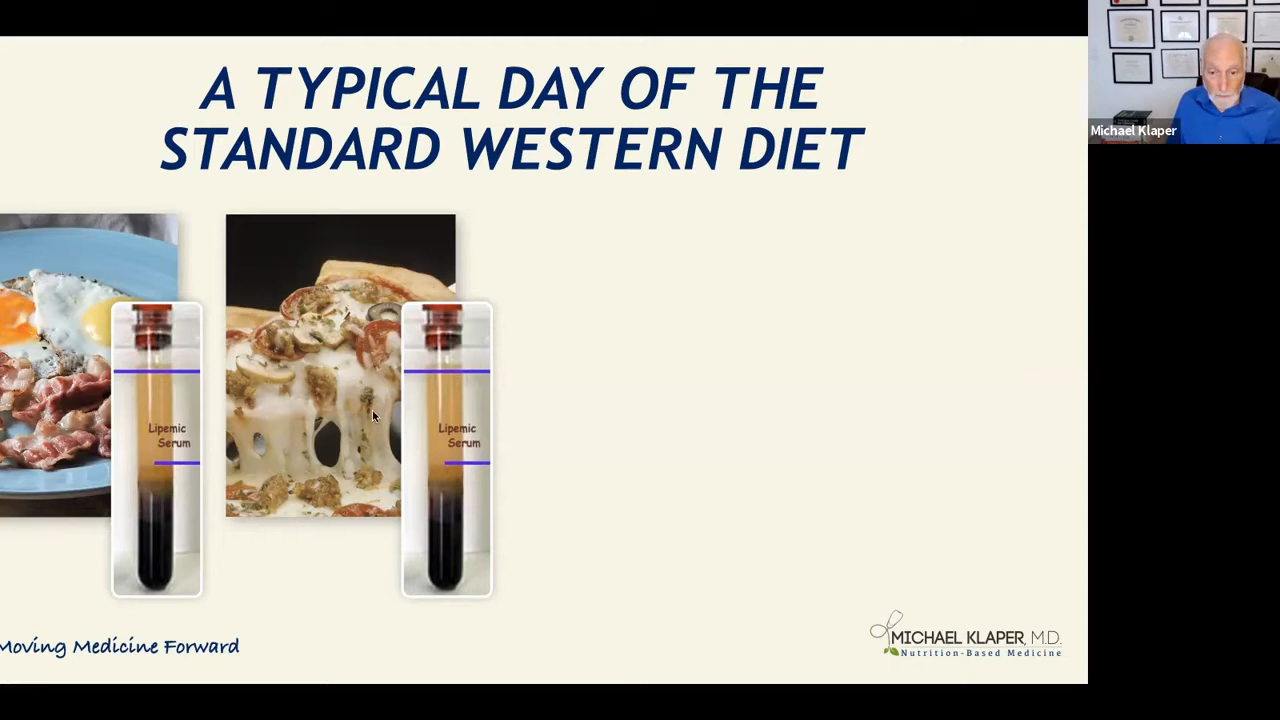 A TYPICAL DAY OF THE
STANDARD WESTERN DIET
Michael Klaper
Lipemic
Serum
Lipemic
Serum
Moving Medicine Forward
MICHAEL KLAPER, M.D.
Nutrition-Based Medicine